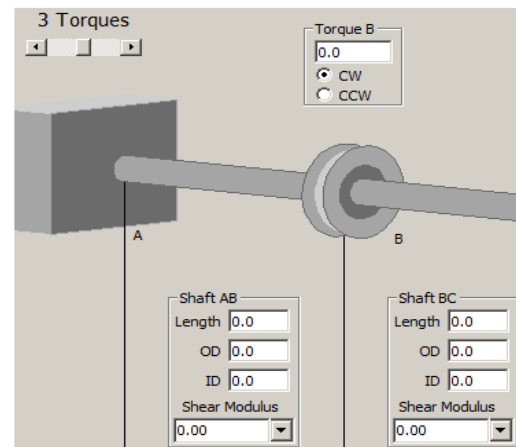 3 Torques
Torque B
0.0
CW
CCW
A
B
Shaft AB
Length 0.0
OD 0.0
ID 0.0
Shear Modulus
0.00
Shaft BC
Length 0.0
OD 0.0
ID 0.0
Shear Modulus
0.00